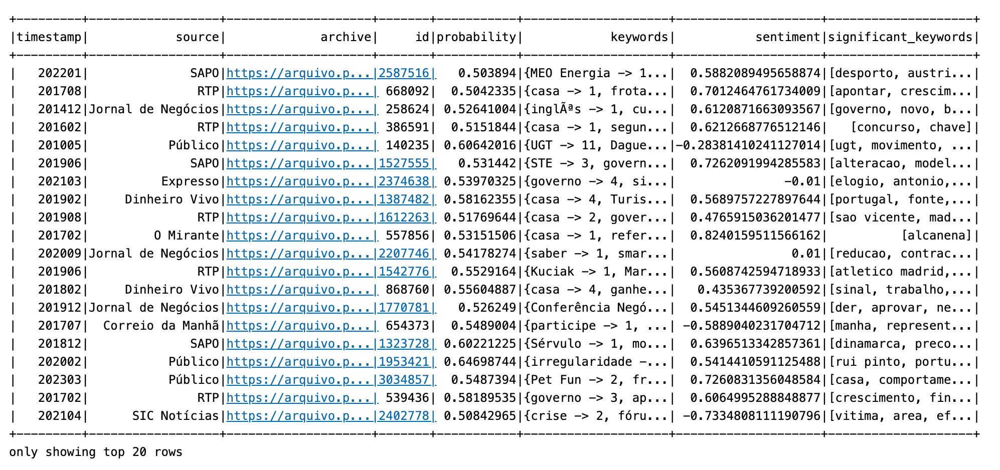 +---------+------------------+--------------------+-------+-----------+--------------------+--------------------+--------------------+
|timestamp|            source|             archive|     id|probability|            keywords|           sentiment|significant_keywords|
+---------+------------------+--------------------+-------+-----------+--------------------+--------------------+--------------------+
|   202201|              SAPO|https://arquivo.p...|2587516|   0.503894|{MEO Energia -> 1...|  0.5882089495658874|[desporto, austri...|
|   201708|               RTP|https://arquivo.p...| 668092|  0.5042335|{casa -> 1, frota...|  0.7012464761734009|[apontar, crescim...|
|   201412|Jornal de Negócios|https://arquivo.p...| 258624| 0.52641004|{inglÃªs -> 1, cu...|  0.6120871663093567|[governo, novo, b...|
|   201602|               RTP|https://arquivo.p...| 386591|  0.5151844|{casa -> 1, segun...|  0.6212668776512146|   [concurso, chave]|
|   201005|           Público|https://arquivo.p...| 140235| 0.60642016|{UGT -> 11, Dague...|-0.28381410241127014|[ugt, movimento, ...|
|   201906|              SAPO|https://arquivo.p...|1527555|   0.531442|{STE -> 3, govern...|  0.7262091994285583|[alteracao, model...|
|   202103|          Expresso|https://arquivo.p...|2374638| 0.53970325|{governo -> 4, si...|               -0.01|[elogio, antonio,...|
|   201902|     Dinheiro Vivo|https://arquivo.p...|1387482| 0.58162355|{casa -> 4, Turis...|  0.5689757227897644|[portugal, fonte,...|
|   201908|               RTP|https://arquivo.p...|1612263| 0.51769644|{casa -> 2, gover...|  0.4765915036201477|[sao vicente, mad...|
|   201702|         O Mirante|https://arquivo.p...| 557856| 0.53151506|{casa -> 1, refer...|  0.8240159511566162|          [alcanena]|
|   202009|Jornal de Negócios|https://arquivo.p...|2207746| 0.54178274|{saber -> 1, smar...|                0.01|[reducao, contrac...|
|   201906|               RTP|https://arquivo.p...|1542776|  0.5529164|{Kuciak -> 1, Mar...|  0.5608742594718933|[atletico madrid,...|
|   201802|     Dinheiro Vivo|https://arquivo.p...| 868760| 0.55604887|{casa -> 4, ganhe...|   0.435367739200592|[sinal, trabalho,...|
|   201912|Jornal de Negócios|https://arquivo.p...|1770781|   0.526249|{Conferência Negó...|  0.5451344609260559|[der, aprovar, ne...|
|   201707|  Correio da Manhã|https://arquivo.p...| 654373|  0.5489004|{participe -> 1, ...| -0.5889040231704712|[manha, represent...|
|   201812|              SAPO|https://arquivo.p...|1323728| 0.60221225|{Sérvulo -> 1, mo...|  0.6396513342857361|[dinamarca, preco...|
|   202002|           Público|https://arquivo.p...|1953421| 0.64698744|{irregularidade -...|  0.5414410591125488|[rui pinto, portu...|
|   202303|           Público|https://arquivo.p...|3034857|  0.5487394|{Pet Fun -> 2, fr...|  0.7260831356048584|[casa, comportame...|
|   201702|               RTP|https://arquivo.p...| 539436| 0.58189535|{governo -> 3, ap...|  0.6064995288848877|[crescimento, fin...|
|   202104|      SIC Notícias|https://arquivo.p...|2402778| 0.50842965|{crise -> 2, fóru...| -0.7334808111190796|[vitima, area, ef...|
+---------+------------------+--------------------+-------+-----------+--------------------+--------------------+--------------------+
only showing top 20 rows